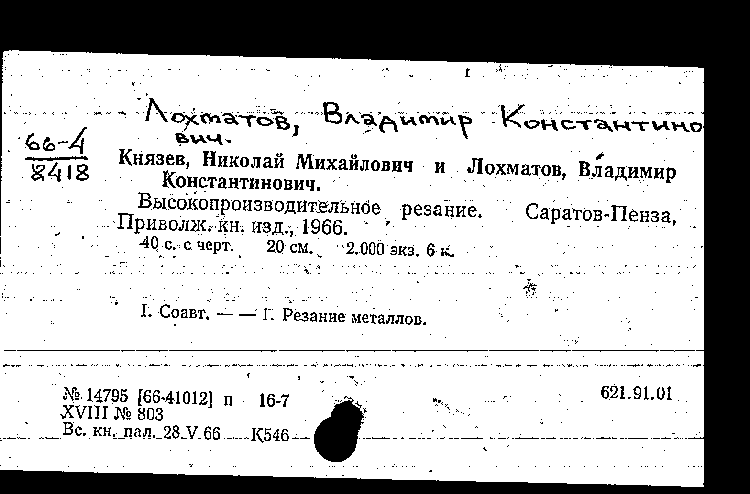 I
Лохматов, Владимир Константино
вич.
66-4
8418
Князев, Николай Михайлович и Лохматов, Владимир
Константинович.
Высокопроизводительное резание. Саратов-Пенза,
Приволж. кн. изд., 1966.
40 с. с черт. 20 см. 2.000 экз. 6 к.
I. Соавт. — — Г. Резание металлов.
№ 14795 [66-41012] п 16-7
621.91.01
XVIII № 803
Вс. кн. пал. 28.V.66 К546